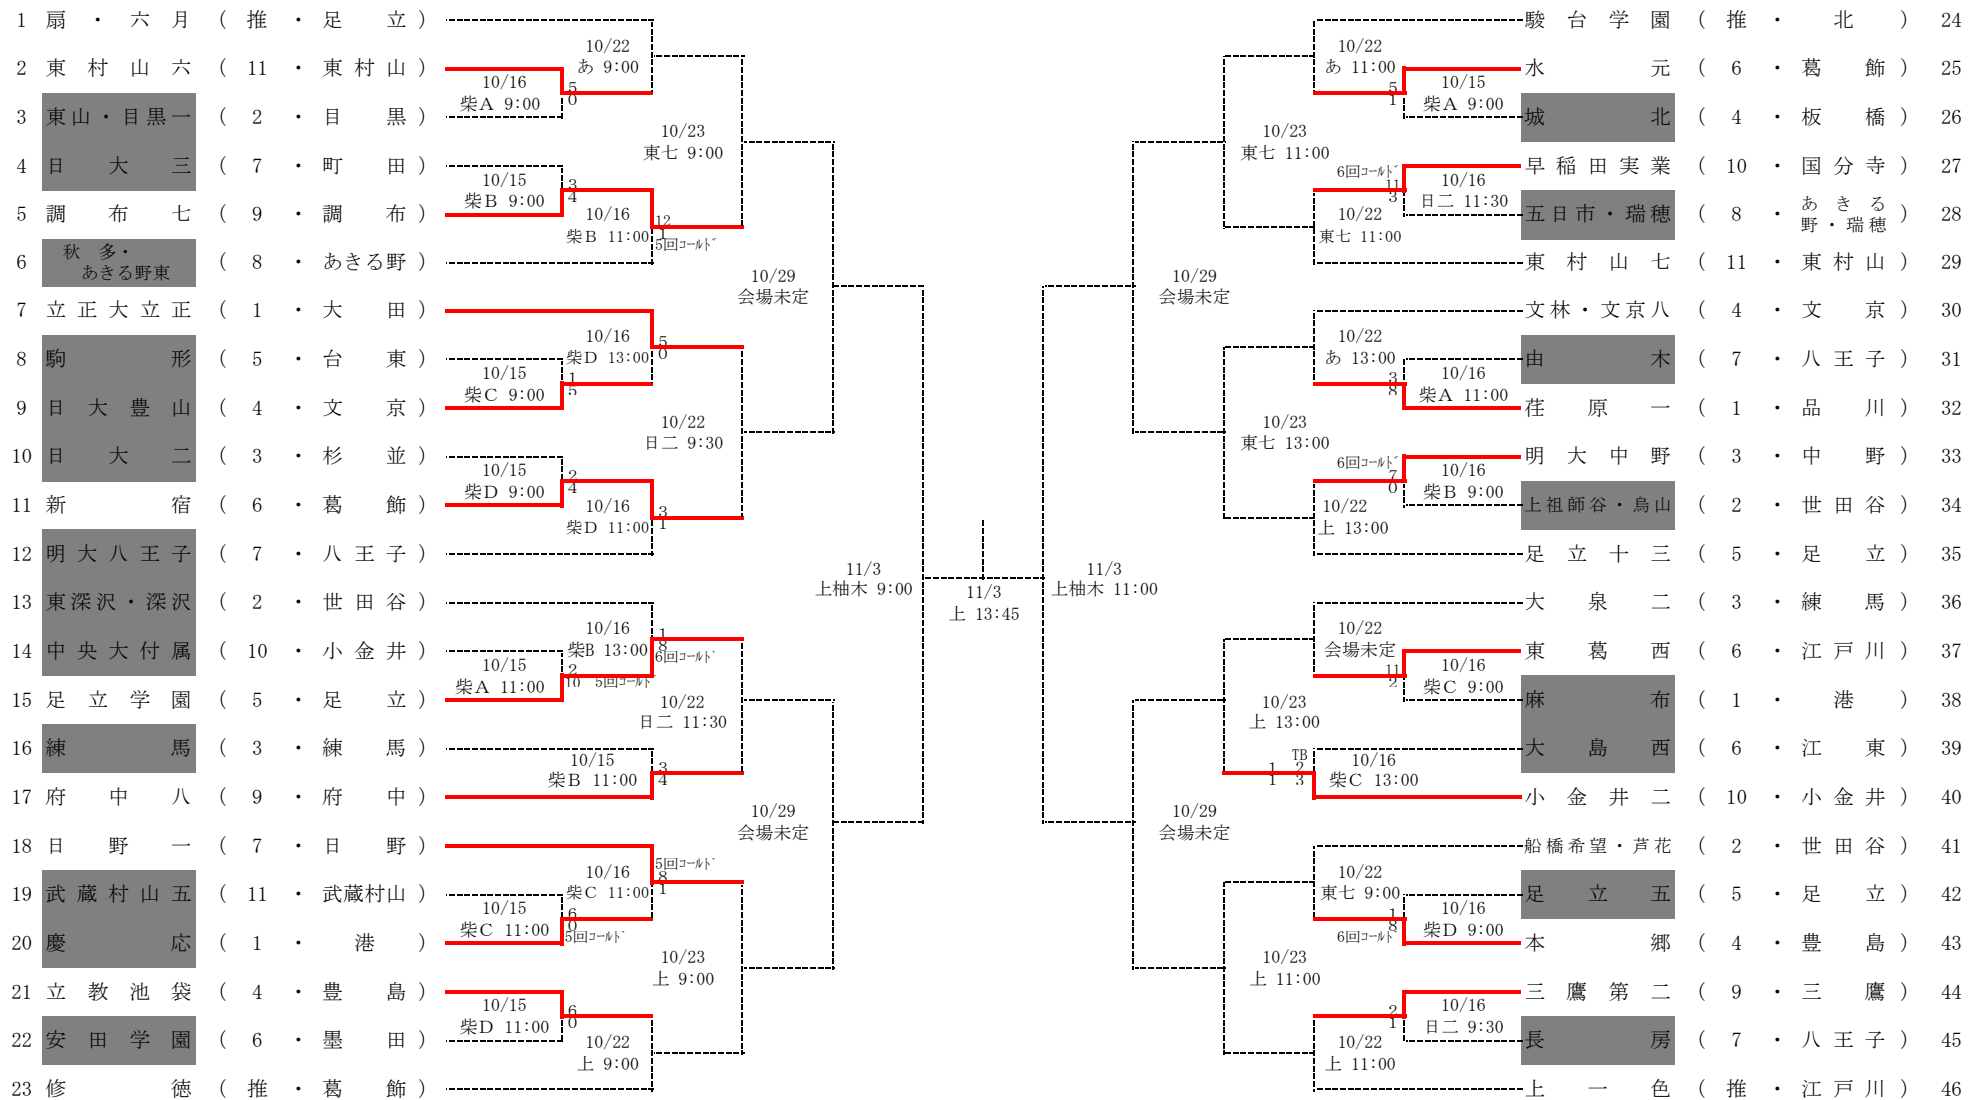 1 扇・六月 ( 推 ・ 足立 )
2 東村山六 ( 11 ・ 東村山 )
3 東山・目黒一 ( 2 ・ 目黒 )
4 日大三 ( 7 ・ 町田 )
5 調布七 ( 9 ・ 調布 )
6 秋多・あきる野東 ( 8 ・ あきる野 )
7 立正大立正 ( 1 ・ 大田 )
8 駒形 ( 5 ・ 台東 )
9 日大豊山 ( 4 ・ 文京 )
10 日大二 ( 3 ・ 杉並 )
11 新宿 ( 6 ・ 葛飾 )
12 明大八王子 ( 7 ・ 八王子 )
13 東深沢・深沢 ( 2 ・ 世田谷 )
14 中央大付属 ( 10 ・ 小金井 )
15 足立学園 ( 5 ・ 足立 )
16 練馬 ( 3 ・ 練馬 )
17 府中八 ( 9 ・ 府中 )
18 日野一 ( 7 ・ 日野 )
19 武蔵村山五 ( 11 ・ 武蔵村山 )
20 慶応 ( 1 ・ 港 )
21 立教池袋 ( 4 ・ 豊島 )
22 安田学園 ( 6 ・ 墨田 )
23 修徳 ( 推 ・ 葛飾 )
10/16
柴A 9:00
5
0
10/15
柴B 9:00
3
4
10/15
柴C 9:00
1
5
10/15
柴D 9:00
2
4
10/15
柴A 11:00
2
10 5回コールド
10/15
柴B 11:00
3
4
10/15
柴C 11:00
6
0
5回コールド
10/15
柴D 11:00
6
0
10/22
あ 9:00
10/16
柴B 11:00
12
1
5回コールド
10/16
柴D 13:00
5
0
10/16
柴D 11:00
3
1
10/16
柴B 13:00
1
8
6回コールド
10/16
柴C 11:00
5回コールド
8
1
10/22
上 9:00
10/23
東七 9:00
10/22
日二 9:30
10/22
日二 11:30
10/23
上 9:00
10/29
会場未定
10/29
会場未定
11/3
上柚木 9:00
11/3
上 13:45
11/3
上柚木 11:00
10/29
会場未定
10/29
会場未定
10/23
東七 11:00
10/23
東七 13:00
10/23
上 13:00
10/23
上 11:00
10/22
あ 11:00
10/22
東七 11:00
10/22
あ 13:00
10/22
上 13:00
10/22
会場未定
TB
1 2
1 3
10/16
柴C 13:00
10/22
東七 9:00
10/22
上 11:00
5
1
10/15
柴A 9:00
6回コールド
11
3
10/16
日二 11:30
3
8
10/16
柴A 11:00
6回コールド
7
0
10/16
柴B 9:00
11
2
10/16
柴C 9:00
1
8
6回コールド
10/16
柴D 9:00
2
1
10/16
日二 9:30
駿台学園 ( 推 ・ 北 ) 24
水元 ( 6 ・ 葛飾 ) 25
城北 ( 4 ・ 板橋 ) 26
早稲田実業 ( 10 ・ 国分寺 ) 27
五日市・瑞穂 ( 8 ・ あきる野・瑞穂 ) 28
東村山七 ( 11 ・ 東村山 ) 29
文林・文京八 ( 4 ・ 文京 ) 30
由木 ( 7 ・ 八王子 ) 31
荏原一 ( 1 ・ 品川 ) 32
明大中野 ( 3 ・ 中野 ) 33
上祖師谷・烏山 ( 2 ・ 世田谷 ) 34
足立十三 ( 5 ・ 足立 ) 35
大泉二 ( 3 ・ 練馬 ) 36
東葛西 ( 6 ・ 江戸川 ) 37
麻布 ( 1 ・ 港 ) 38
大島西 ( 6 ・ 江東 ) 39
小金井二 ( 10 ・ 小金井 ) 40
船橋希望・芦花 ( 2 ・ 世田谷 ) 41
足立五 ( 5 ・ 足立 ) 42
本郷 ( 4 ・ 豊島 ) 43
三鷹第二 ( 9 ・ 三鷹 ) 44
長房 ( 7 ・ 八王子 ) 45
上一色 ( 推 ・ 江戸川 ) 46